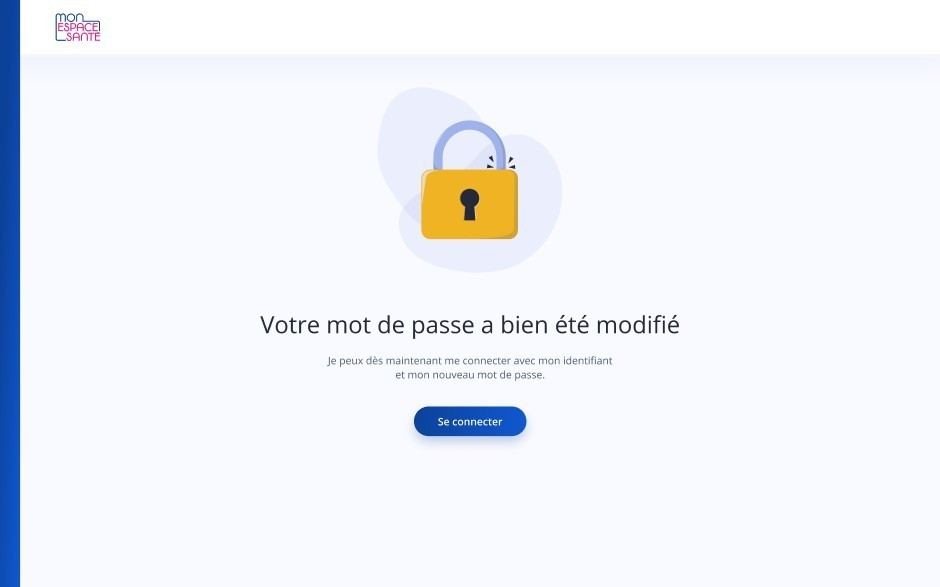 mon
ESPACE
SANTÉ
Votre mot de passe a bien été modifié
Je peux dès maintenant me connecter avec mon identifiant
et mon nouveau mot de passe.
Se connecter